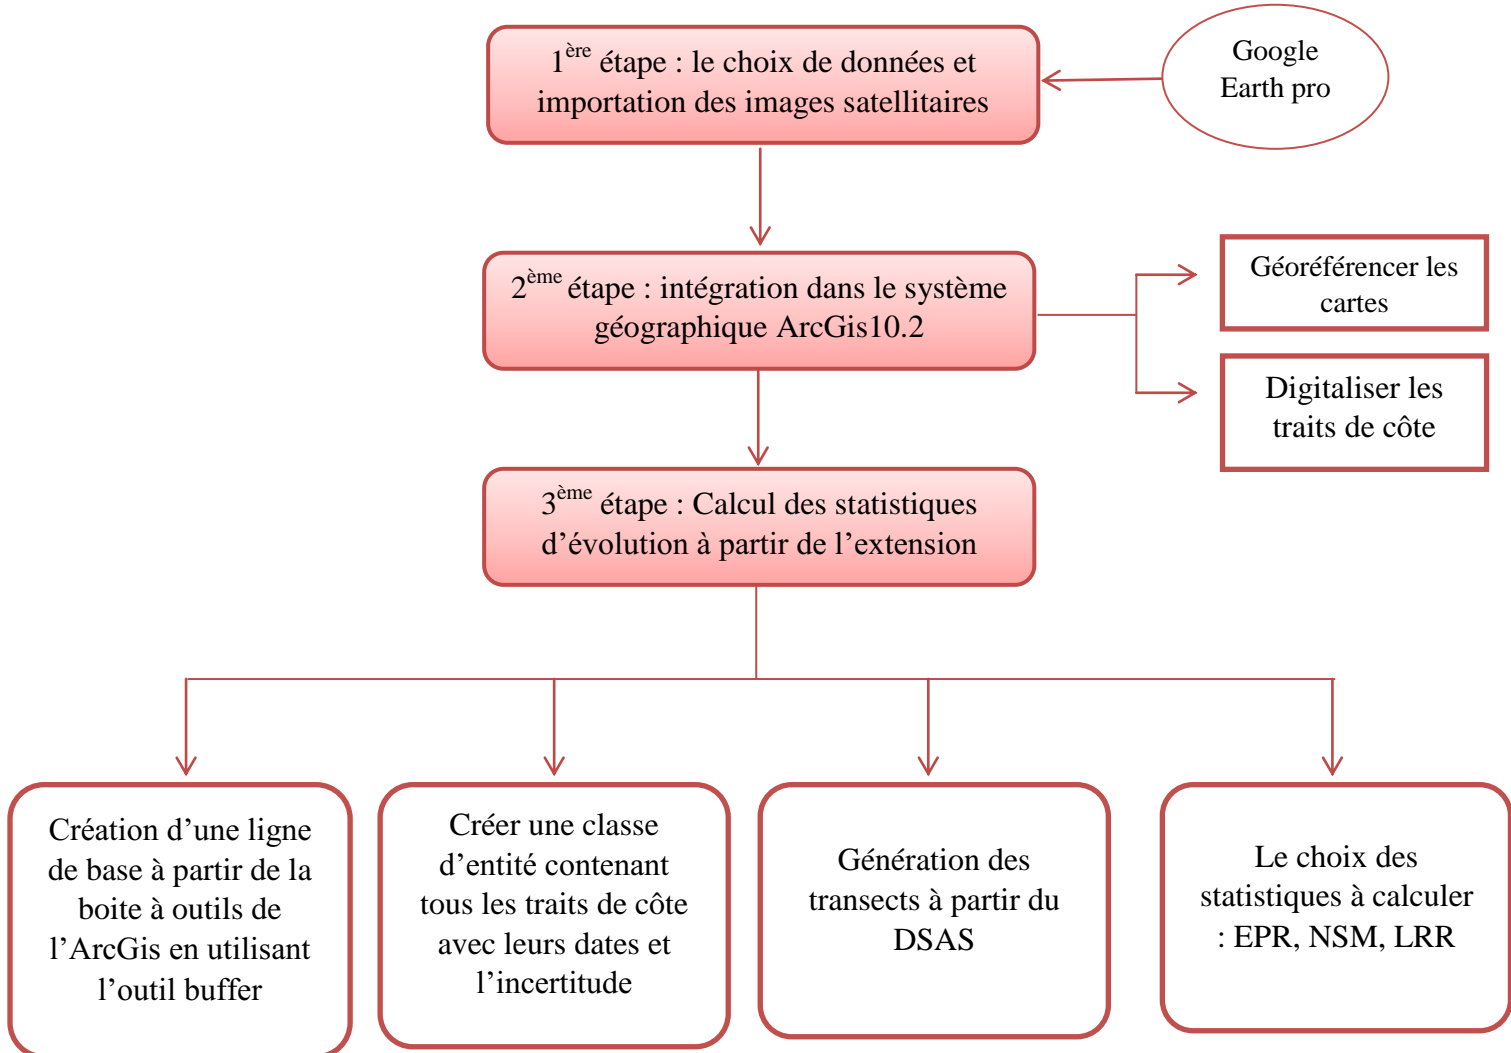 1ère étape : le choix de données et
importation des images satellitaires
Google
Earth pro
2ème étape : intégration dans le système
géographique ArcGis10.2
Géoréférencer les
cartes
Digitaliser les
traits de côte
3ème étape : Calcul des statistiques
d’évolution à partir de l’extension
Création d’une ligne
de base à partir de la
boite à outils de
l’ArcGis en utilisant
l’outil buffer
Créer une classe
d’entité contenant
tous les traits de côte
avec leurs dates et
l’incertitude
Génération des
transects à partir du
DSAS
Le choix des
statistiques à calculer
: EPR, NSM, LRR